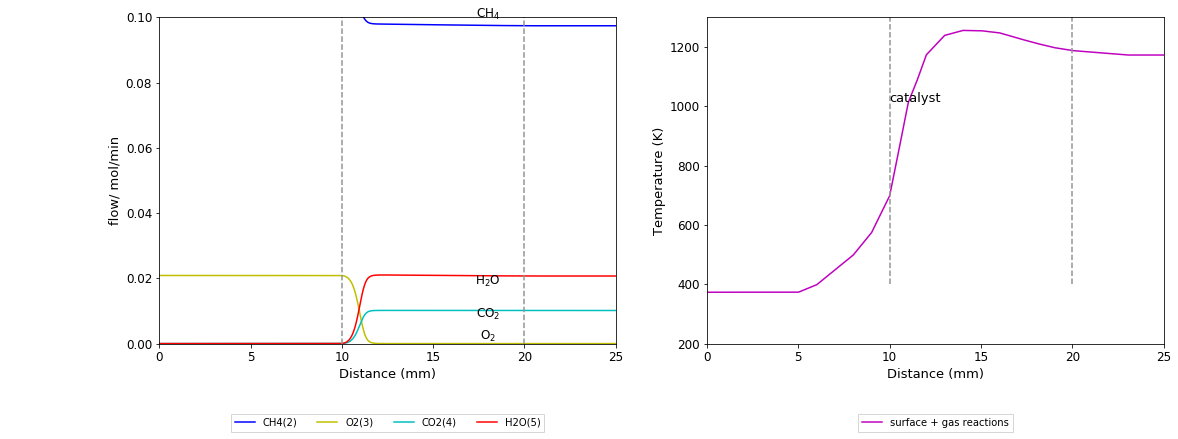 0.10
0.08
0.06
0.04
0.02
0.00
flow/ mol/min
CH₄
H₂O
CO₂
O₂
0 5 10 15 20 25
Distance (mm)
CH4(2) O2(3) CO2(4) H2O(5)
1200
1000
800
600
400
200
Temperature (K)
catalyst
0 5 10 15 20 25
Distance (mm)
surface + gas reactions